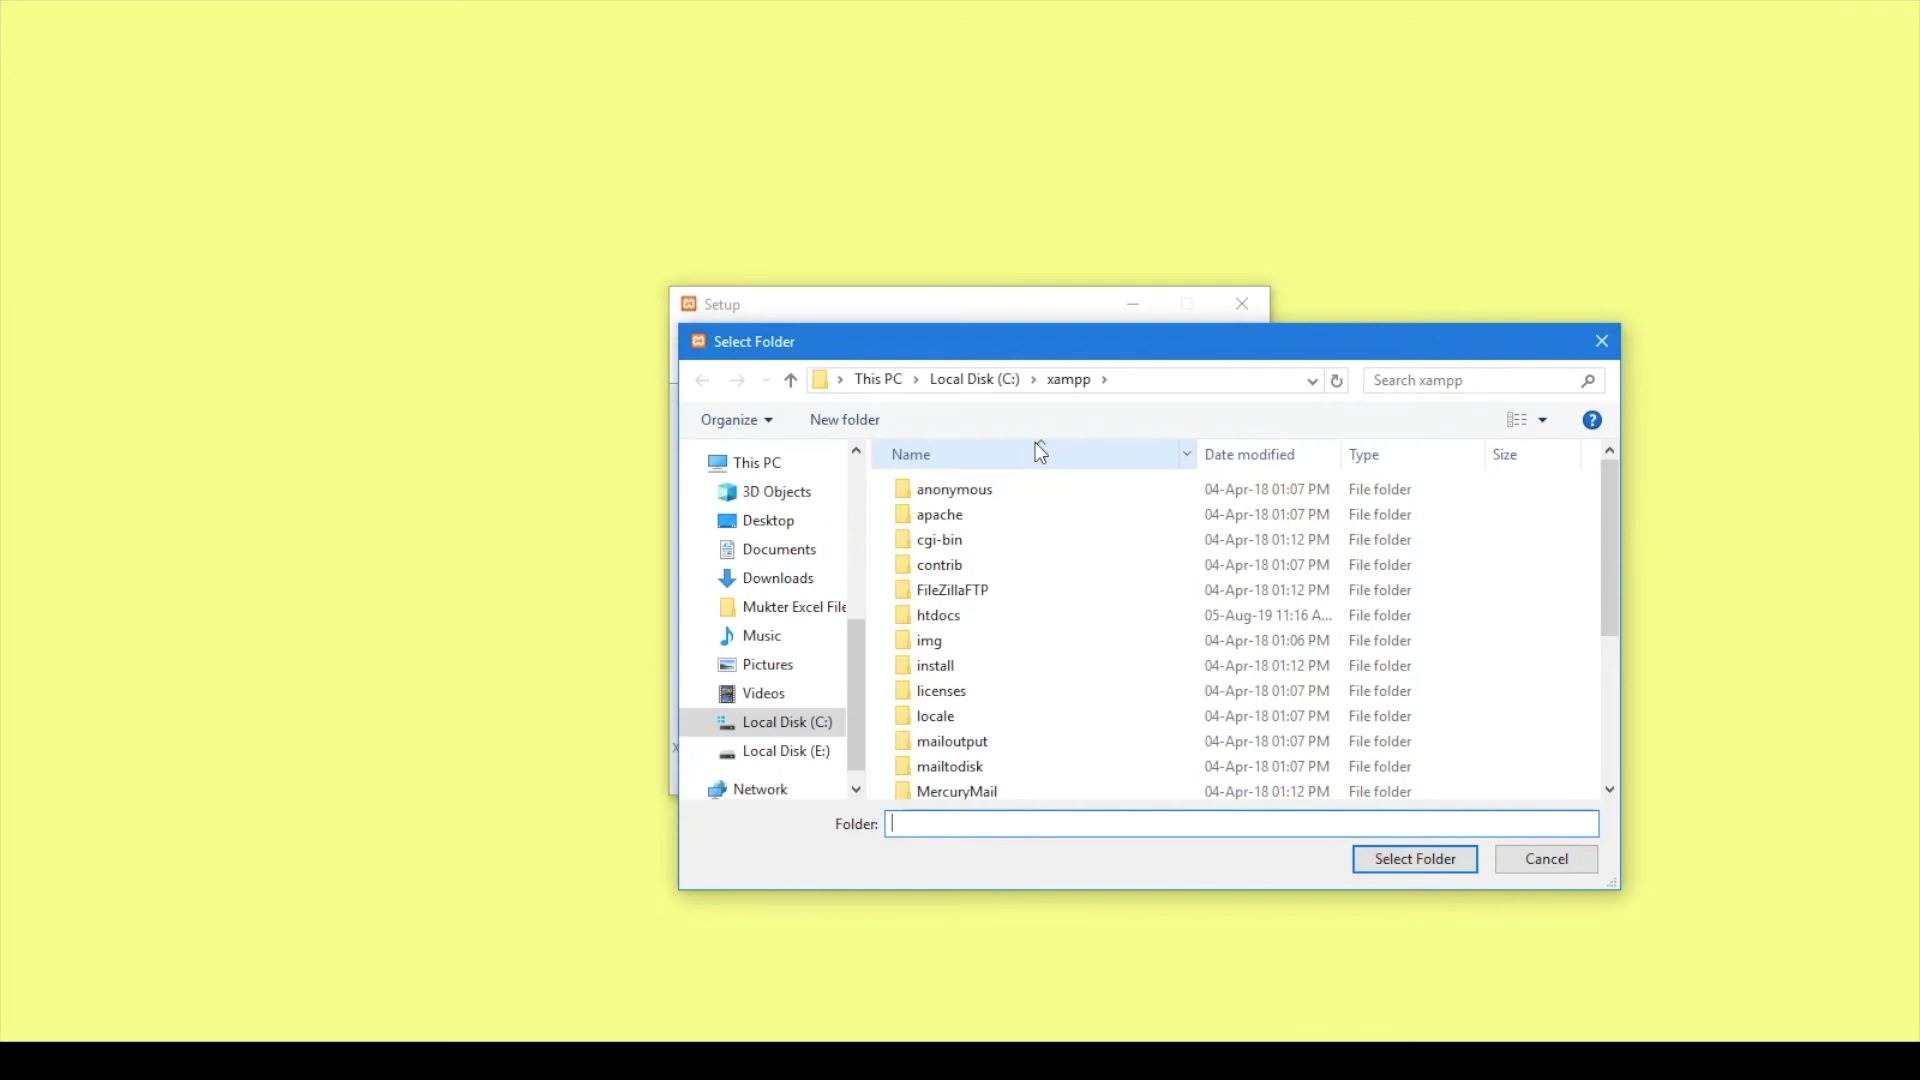 Setup
Select Folder
This PC Local Disk (C:) xampp
Search xampp
Organize New folder
Name Date modified Type Size
This PC
3D Objects
Desktop
Documents
Downloads
Mukter Excel File
Music
Pictures
Videos
Local Disk (C:)
Local Disk (E:)
Network
anonymous 04-Apr-18 01:07 PM File folder
apache 04-Apr-18 01:07 PM File folder
cgi-bin 04-Apr-18 01:12 PM File folder
contrib 04-Apr-18 01:07 PM File folder
FileZillaFTP 04-Apr-18 01:12 PM File folder
htdocs 05-Aug-19 11:16 A... File folder
img 04-Apr-18 01:06 PM File folder
install 04-Apr-18 01:12 PM File folder
licenses 04-Apr-18 01:07 PM File folder
locale 04-Apr-18 01:07 PM File folder
mailoutput 04-Apr-18 01:07 PM File folder
mailtodisk 04-Apr-18 01:07 PM File folder
MercuryMail 04-Apr-18 01:12 PM File folder
Folder:
Select Folder Cancel